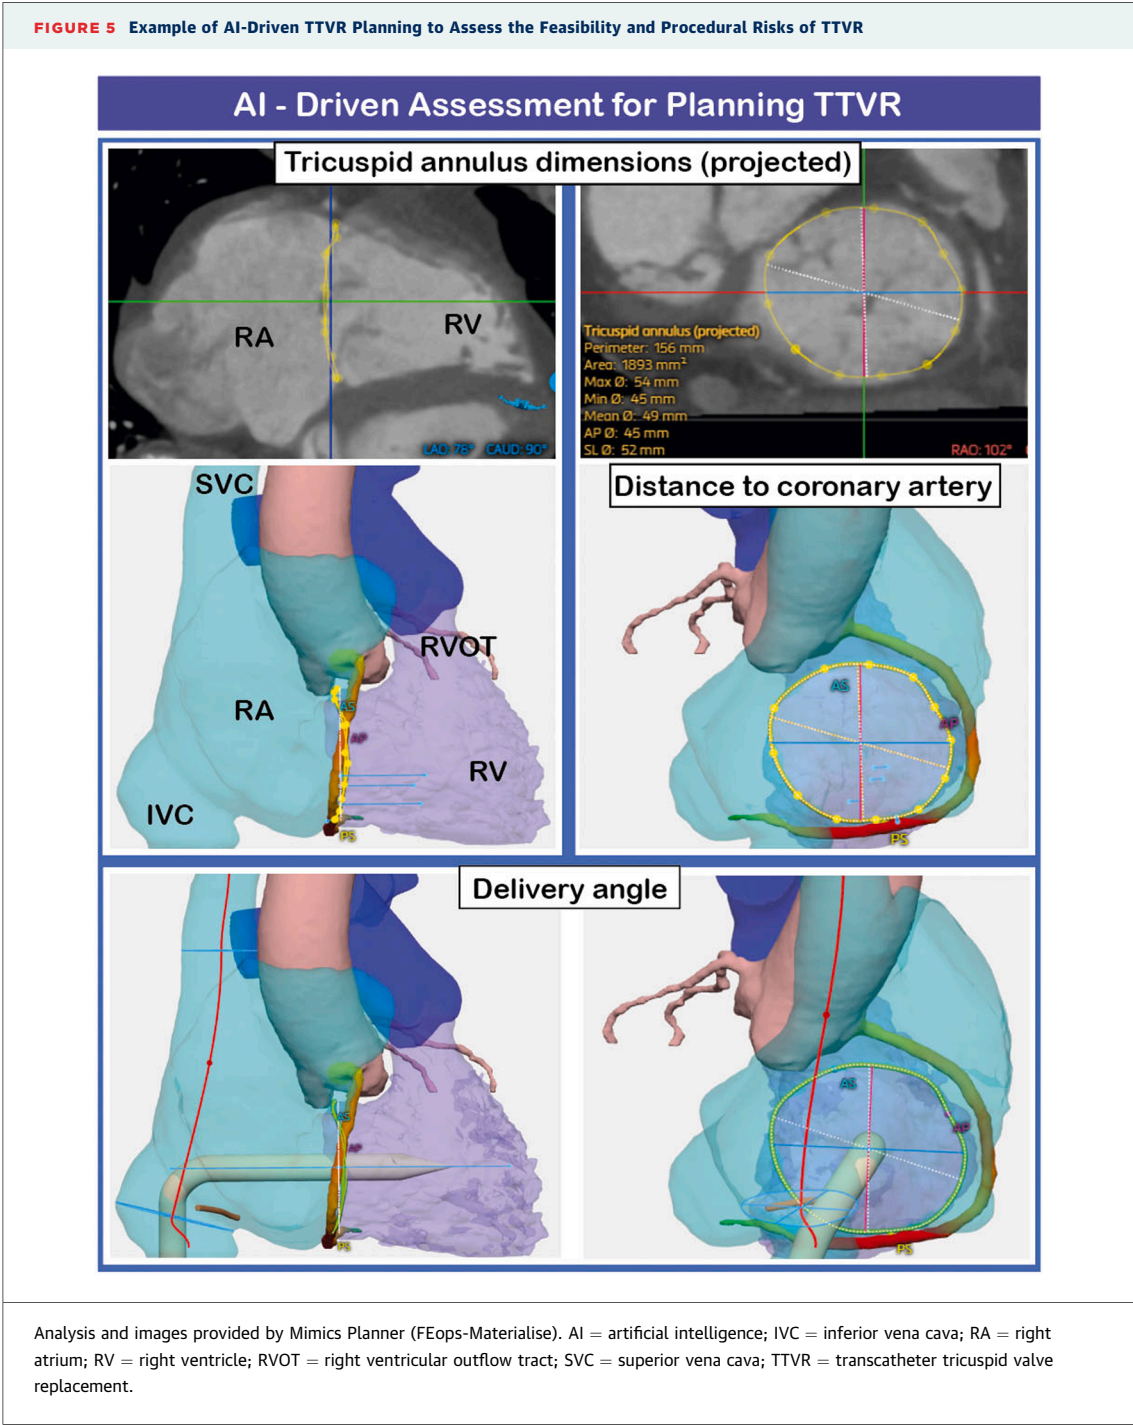 FIGURE 5 Example of AI-Driven TTVR Planning to Assess the Feasibility and Procedural Risks of TTVR
AI - Driven Assessment for Planning TTVR
Tricuspid annulus dimensions (projected)
RA
RV
LAO: 76° CAUD: 90°
Tricuspid annulus (projected)
Perimeter: 156 mm
Area: 1893 mm²
Max Ø: 54 mm
Min Ø: 45 mm
Mean Ø: 49 mm
AP Ø: 45 mm
SL Ø: 52 mm
RAO: 102°
SVC
RVOT
RA
AS
AP
RV
IVC
PS
Distance to coronary artery
AS
AP
PS
Delivery angle
AS
AP
PS
AS
AP
PS
Analysis and images provided by Mimics Planner (FEops-Materialise). AI = artificial intelligence; IVC = inferior vena cava; RA = right
atrium; RV = right ventricle; RVOT = right ventricular outflow tract; SVC = superior vena cava; TTVR = transcatheter tricuspid valve
replacement.